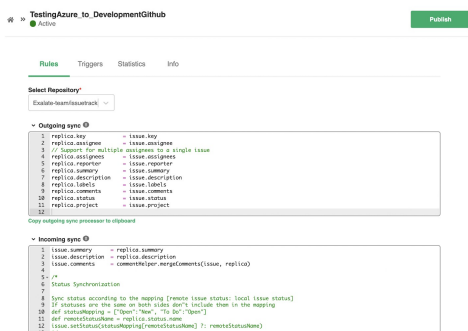 TestingAzure_to_DevelopmentGithub
Active
Publish
Rules Triggers Statistics Info
Select Repository*
Exalate-team/issuetrack
Outgoing sync
1 replica.key = issue.key
2 replica.assignee = issue.assignee
3 // Support for multiple assignees to a single issue
4 replica.assignees = issue.assignees
5 replica.reporter = issue.reporter
6 replica.summary = issue.summary
7 replica.description = issue.description
8 replica.labels = issue.labels
9 replica.comments = issue.comments
10 replica.status = issue.status
11 replica.project = issue.project
12
Copy outgoing sync processor to clipboard
Incoming sync
1 issue.summary = replica.summary
2 issue.description = replica.description
3 issue.comments = commentHelper.mergeComments(issue, replica)
4
5 /*
6 Status Synchronization
7
8 Sync status according to the mapping [remote issue status: local issue status]
9 If statuses are the same on both sides don't include them in the mapping
10 def statusMapping = ["Open":"New", "To Do":"Open"]
11 def remoteStatusName = replica.status.name
12 issue.setStatus(statusMapping[remoteStatusName] ?: remoteStatusName)